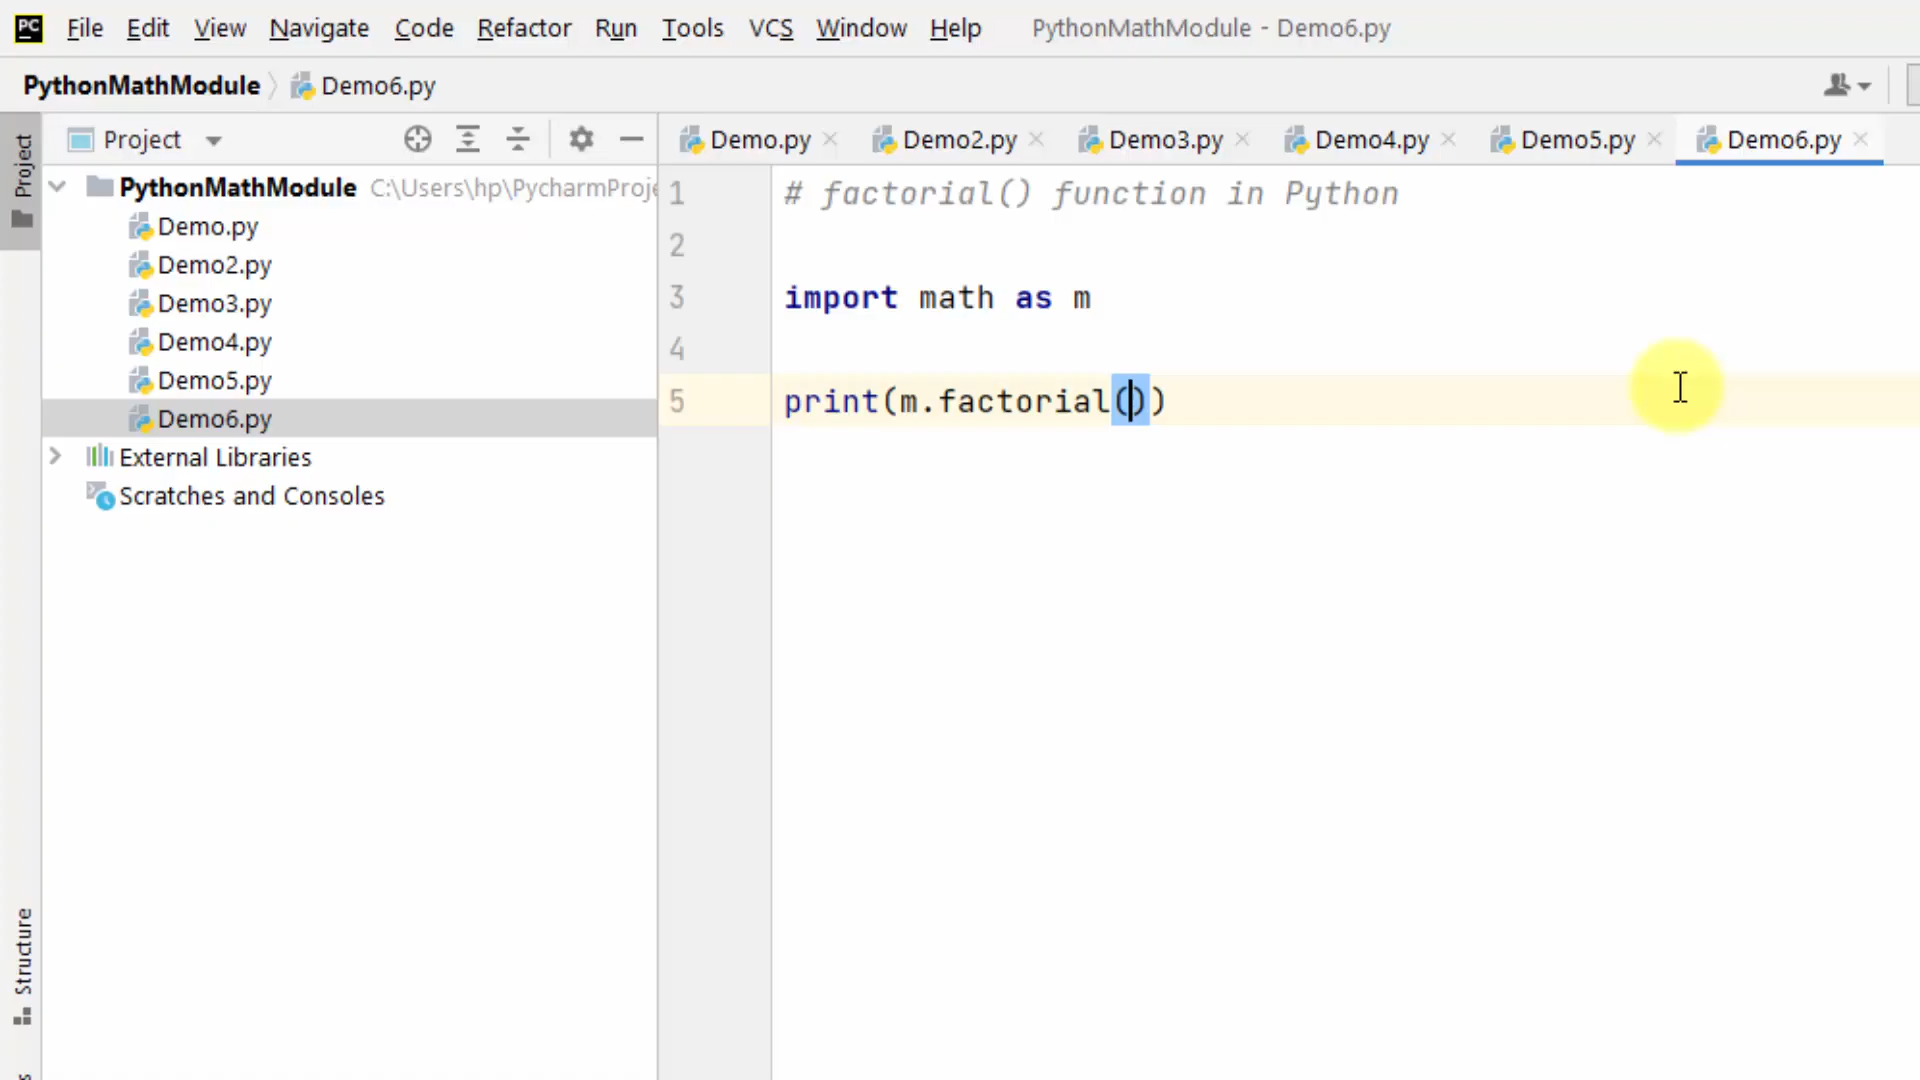 PC File Edit View Navigate Code Refactor Run Tools VCS Window Help PythonMathModule - Demo6.py
PythonMathModule Demo6.py
Project
Project
Demo.py Demo2.py Demo3.py Demo4.py Demo5.py Demo6.py
PythonMathModule C:\Users\hp\PycharmProje
Demo.py
Demo2.py
Demo3.py
Demo4.py
Demo5.py
Demo6.py
External Libraries
Scratches and Consoles
Structure
1 # factorial() function in Python
2
3 import math as m
4
5 print(m.factorial())